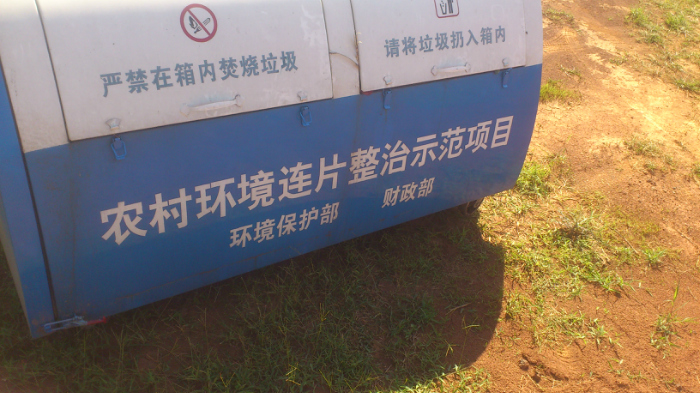 严禁在箱内焚烧垃圾
请将垃圾扔入箱内
农村环境连片整治示范项目
环境保护部 财政部